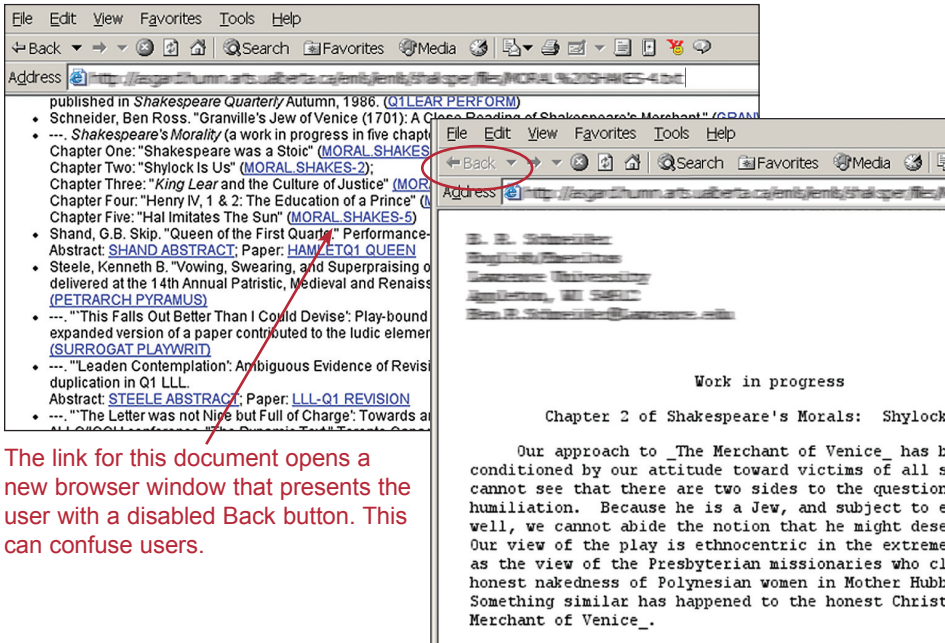 File Edit View Favorites Tools Help
Back Search Favorites Media
Address
published in Shakespeare Quarterly Autumn, 1986. (Q1LEAR PERFORM)
Schneider, Ben Ross. "Granville's Jew of Venice (1701): A Close Reading of Shakespeare's Merchant."
---. Shakespeare's Morality (a work in progress in five
Chapter One: "Shakespeare was a Stoic" (MORAL.SHAKES
Chapter Two: "Shylock Is Us" (MORAL.SHAKES-2);
Chapter Three: "King Lear and the Culture of Justice" (MOR
Chapter Four: "Henry IV, 1 & 2: The Education of a Prince" (
Chapter Five: "Hal Imitates The Sun" (MORAL.SHAKES-5)
Shand, G.B. Skip. "Queen of the First Quarto." Performance-
Abstract: SHAND ABSTRACT; Paper: HAMLETQ1 QUEEN
Steele, Kenneth B. "Vowing, Swearing, and Superpraising o
delivered at the 14th Annual Patristic, Medieval and Renaiss
(PETRARCH PYRAMUS)
---. "`This Falls Out Better Than I Could Devise': Play-bound
expanded version of a paper contributed to the ludic elemen
(SURROGAT PLAYWRIT)
---. "'Leaden Contemplation': Ambiguous Evidence of Revisi
duplication in Q1 LLL.
Abstract: STEELE ABSTRACT; Paper: LLL-Q1 REVISION
---. "`The Letter was not Nice but Full of Charge': Towards a
The link for this document opens a
new browser window that presents the
user with a disabled Back button. This
can confuse users.
File Edit View Favorites Tools Help
Back Search Favorites Media
Address
Work in progress
Chapter 2 of Shakespeare's Morals: Shylock
Our approach to _The Merchant of Venice_ has b
conditioned by our attitude toward victims of all s
cannot see that there are two sides to the question
humiliation. Because he is a Jew, and subject to e
well, we cannot abide the notion that he might dese
Our view of the play is ethnocentric in the extreme
as the view of the Presbyterian missionaries who cl
honest nakedness of Polynesian women in Mother Hubb
Something similar has happened to the honest Christ
Merchant of Venice_.